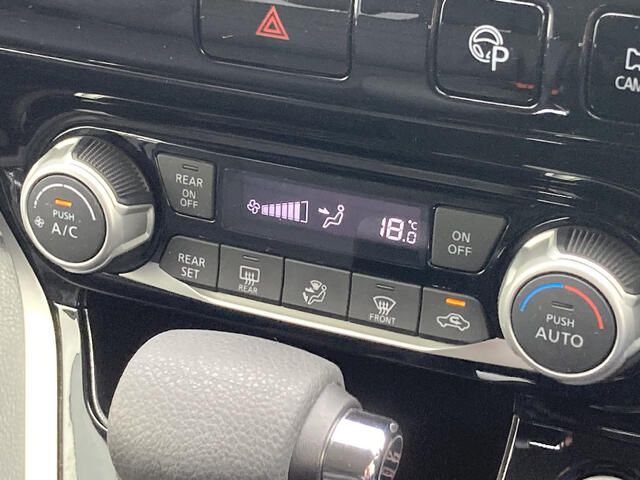 P
CAM
REAR
ON
OFF
PUSH
A/C
18.0 °C
ON
OFF
REAR
SET
REAR
FRONT
PUSH
AUTO